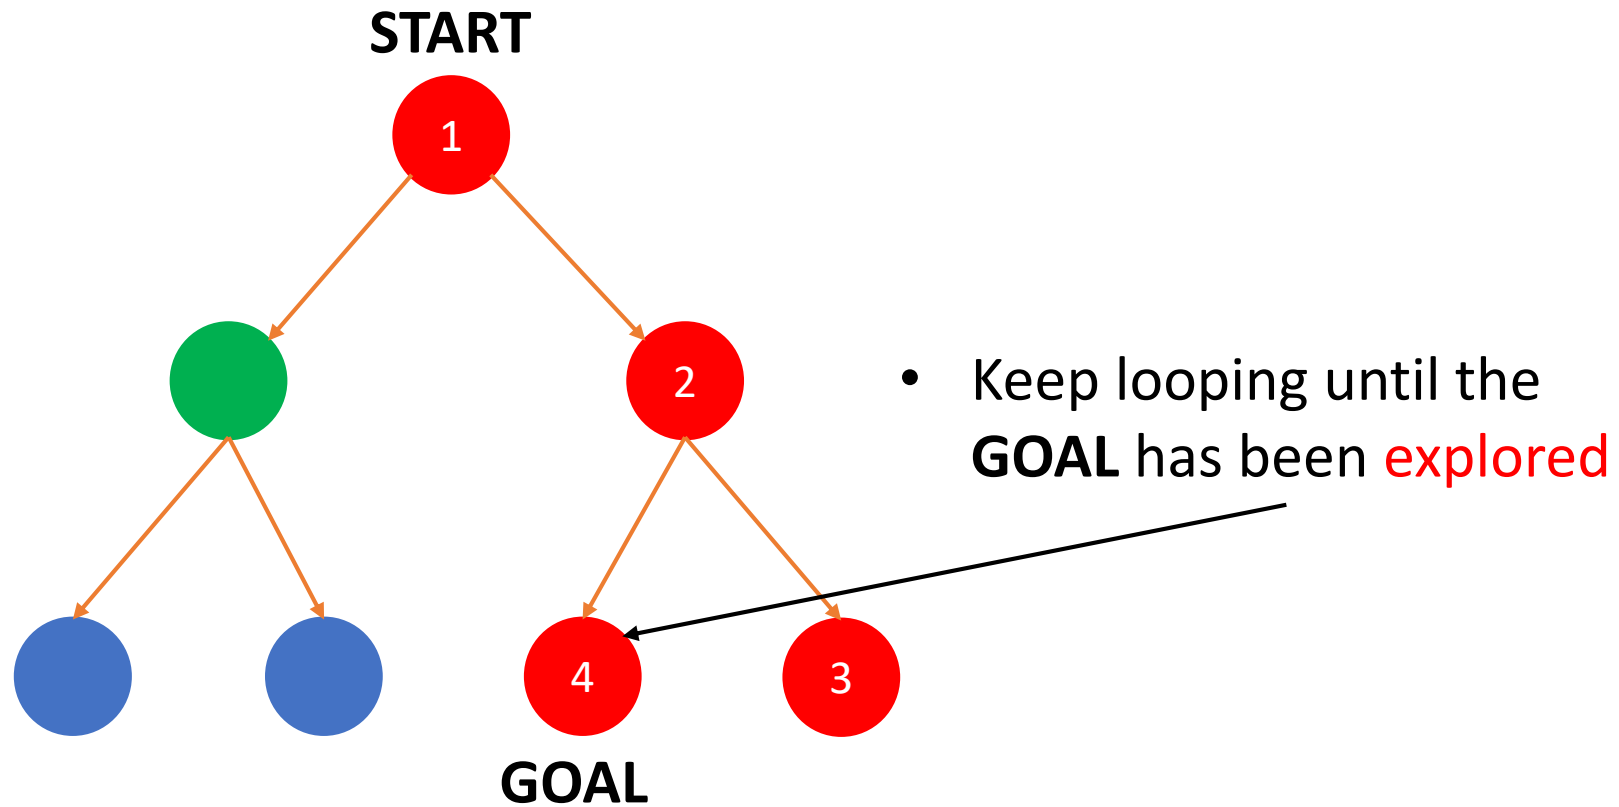 START
1
2
• Keep looping until the
GOAL has been explored
4
3
GOAL